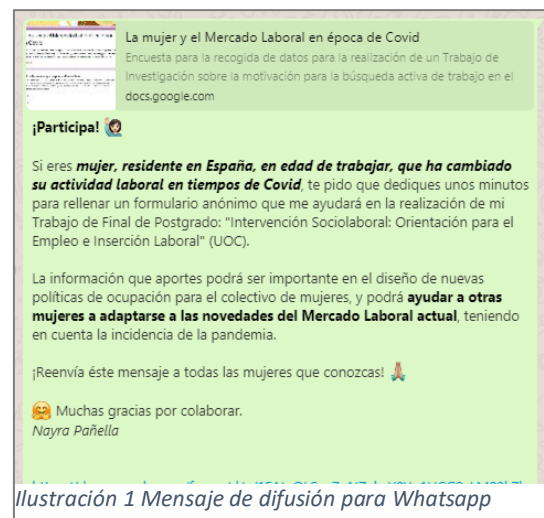 La mujer y el Mercado Laboral en época de Covid
Encuesta para la recogida de datos para la realización de un Trabajo de
Investigación sobre la motivación para la búsqueda activa de trabajo en el
docs.google.com
¡Participa! 🙋🏻‍♀️
Si eres mujer, residente en España, en edad de trabajar, que ha cambiado
su actividad laboral en tiempos de Covid, te pido que dediques unos minutos
para rellenar un formulario anónimo que me ayudará en la realización de mi
Trabajo de Final de Postgrado: "Intervención Sociolaboral: Orientación para el
Empleo e Inserción Laboral" (UOC).
La información que aportes podrá ser importante en el diseño de nuevas
políticas de ocupación para el colectivo de mujeres, y podrá ayudar a otras
mujeres a adaptarse a las novedades del Mercado Laboral actual, teniendo
en cuenta la incidencia de la pandemia.
¡Reenvía éste mensaje a todas las mujeres que conozcas! 🙏🏽
🤗 Muchas gracias por colaborar.
Nayra Pañella
Ilustración 1 Mensaje de difusión para Whatsapp